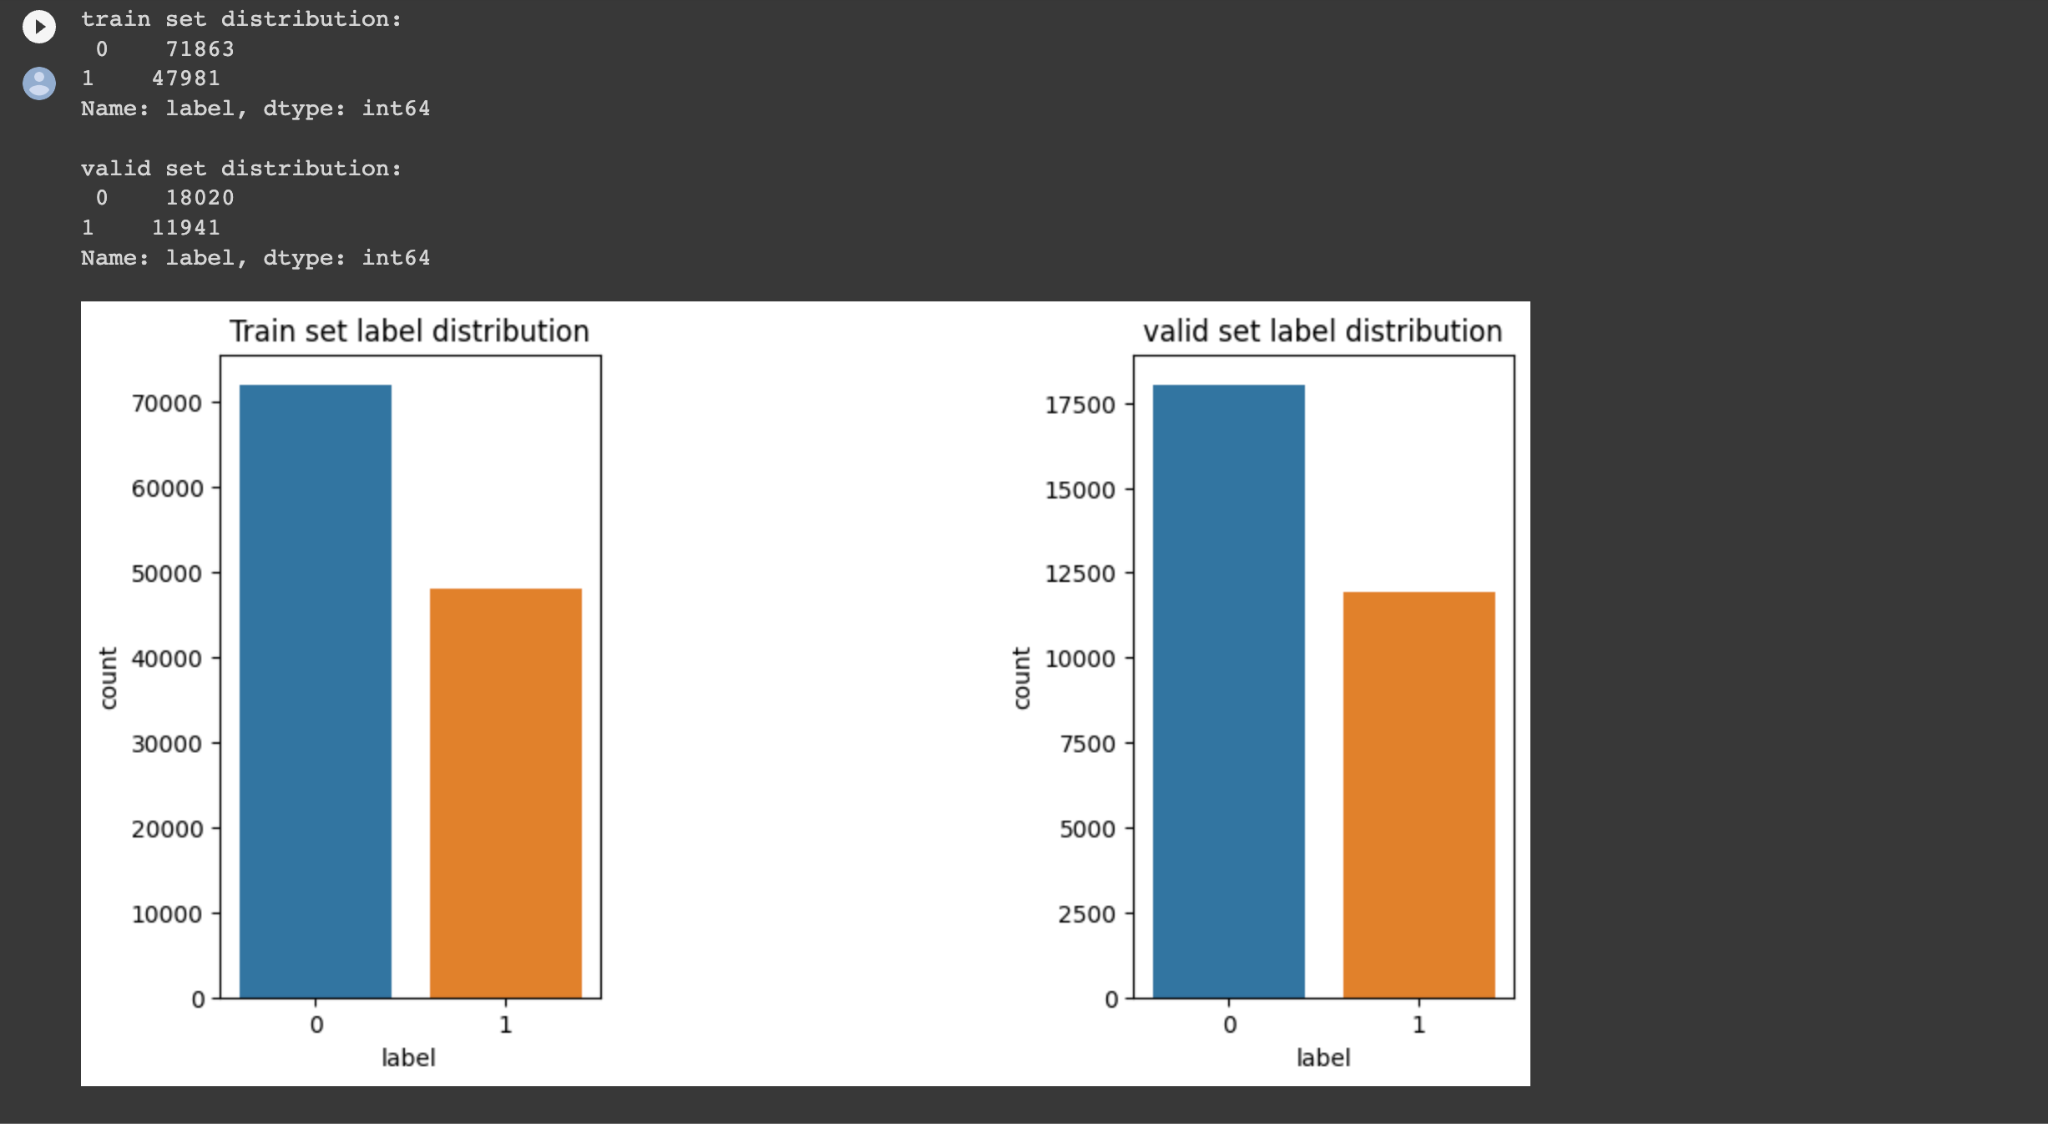 train set distribution:
0 71863
1 47981
Name: label, dtype: int64
valid set distribution:
0 18020
1 11941
Name: label, dtype: int64
Train set label distribution
70000
60000
50000
40000
30000
20000
10000
0
count
0 1
label
valid set label distribution
17500
15000
12500
10000
7500
5000
2500
0
count
0 1
label